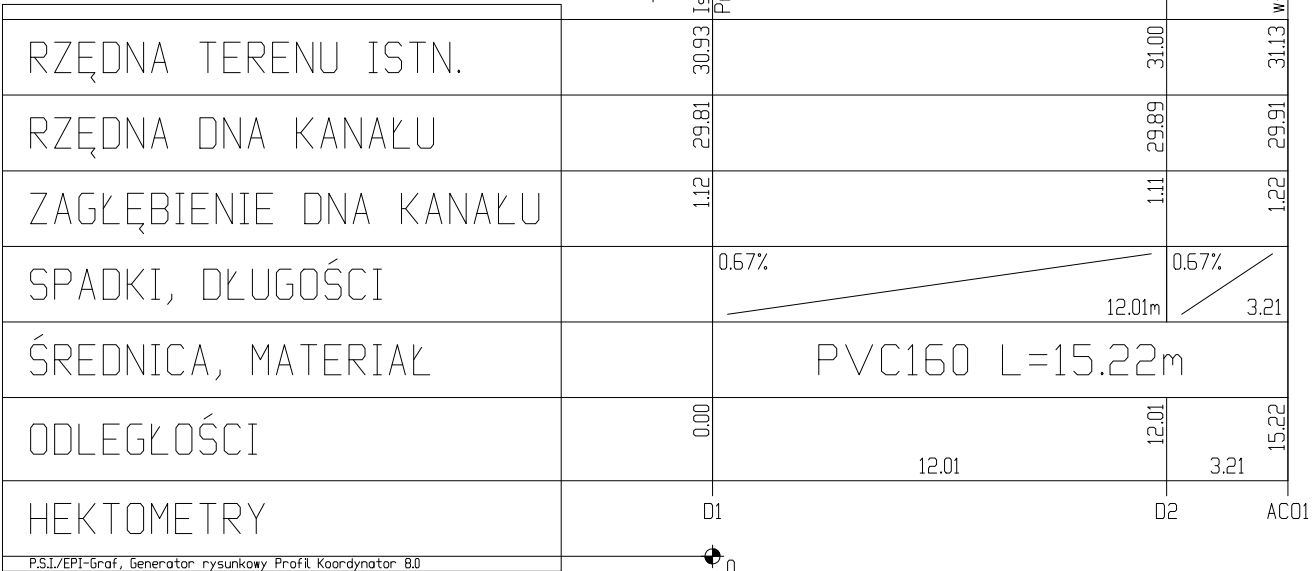 RZĘDNA TERENU ISTN. 30.93 31.00 31.13
RZĘDNA DNA KANAŁU 29.81 29.89 29.91
ZAGŁĘBIENIE DNA KANAŁU 1.12 1.11 1.22
SPADKI, DŁUGOŚCI 0.67% 12.01m 0.67% 3.21
ŚREDNICA, MATERIAŁ PVC160 L=15.22m
ODLEGŁOŚCI 0.00 12.01 12.01 3.21 15.22
HEKTOMETRY D1 D2 AC01
P.S.I./EPI-Graf, Generator rysunkowy Profil Koordynator 8.0
0